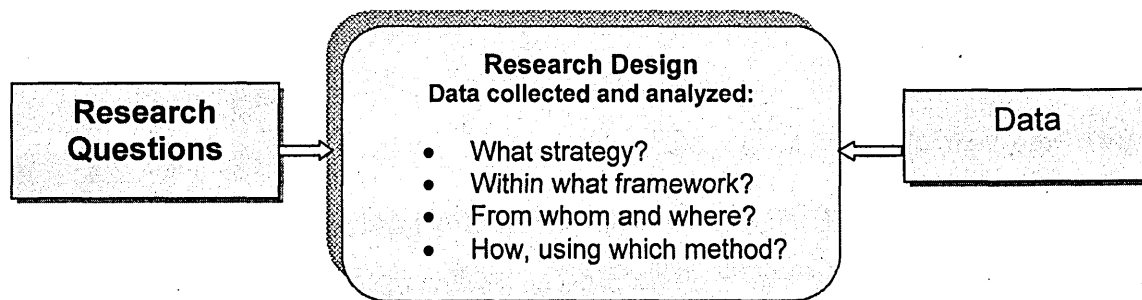 Research
Questions
Research Design
Data collected and analyzed:
• What strategy?
• Within what framework?
• From whom and where?
• How, using which method?
Data